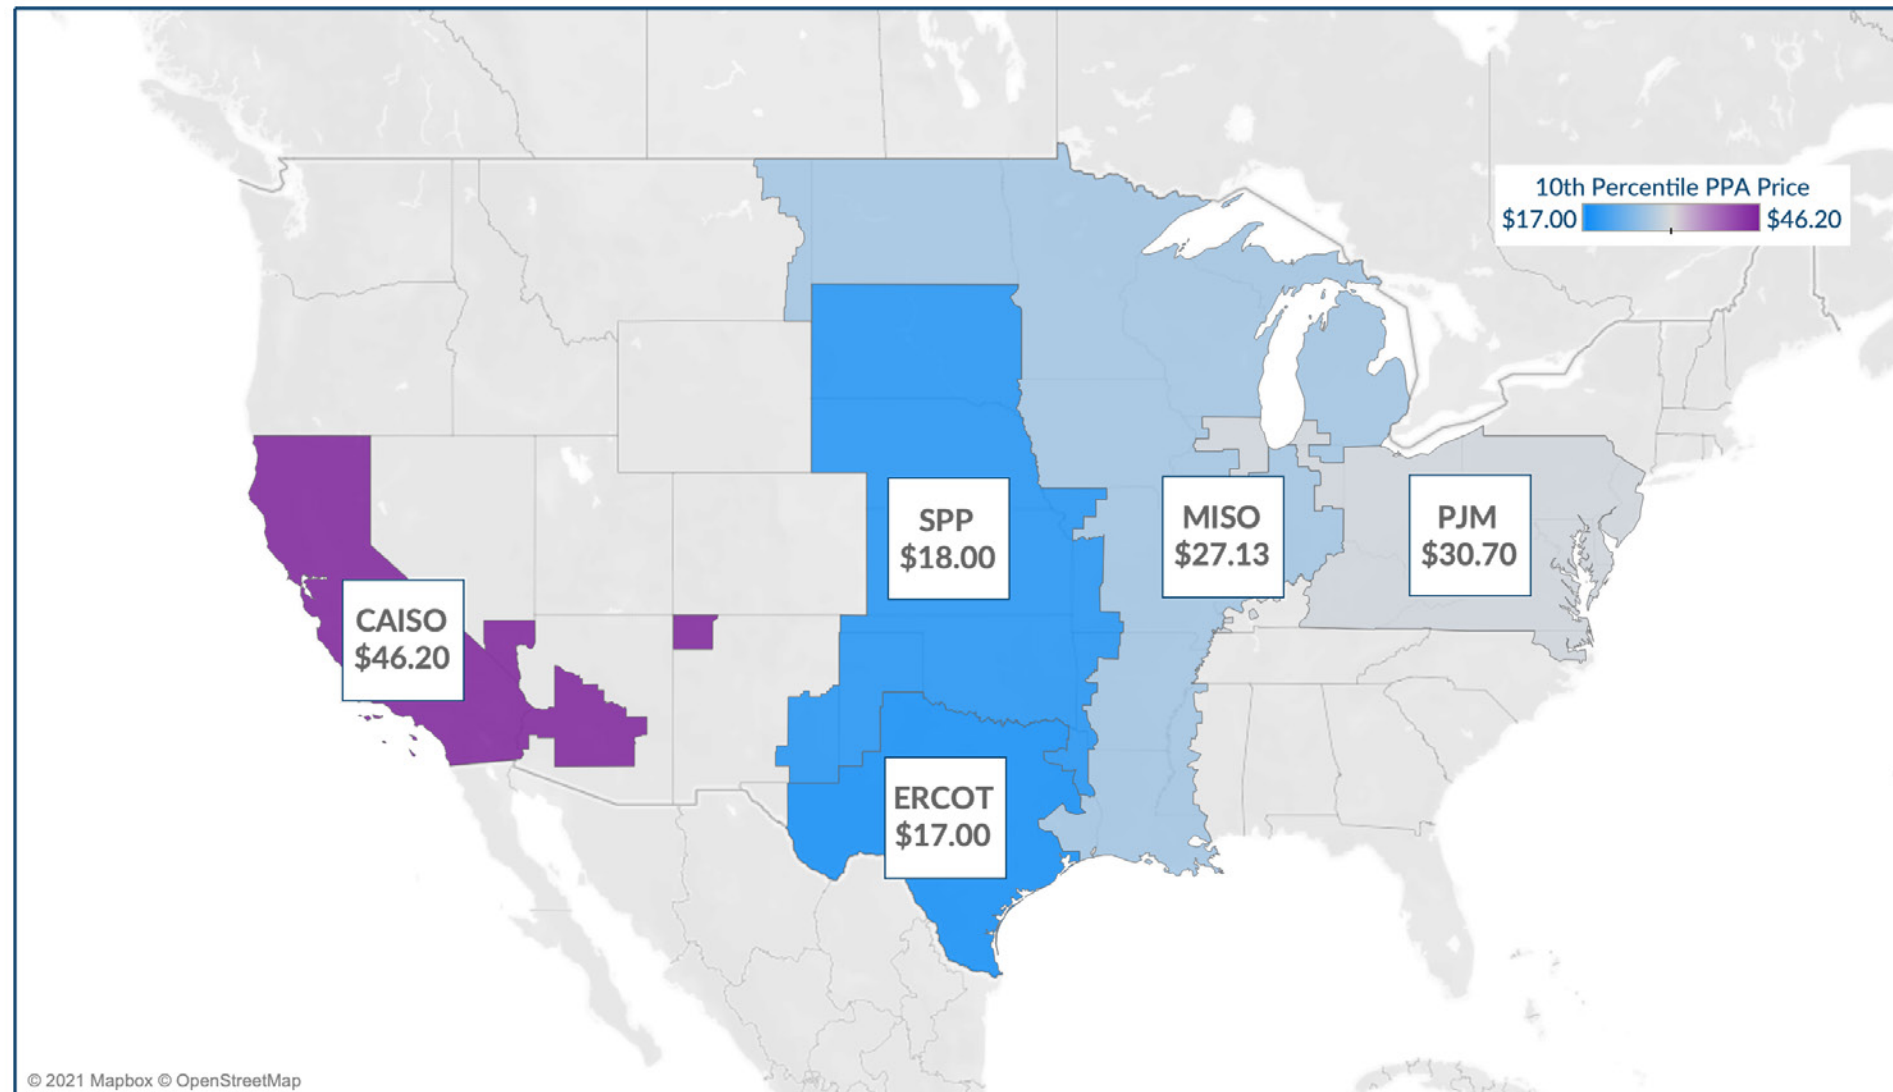 10th Percentile PPA Price
$17.00 $46.20
SPP
$18.00
MISO
$27.13
PJM
$30.70
CAISO
$46.20
ERCOT
$17.00
© 2021 Mapbox © OpenStreetMap